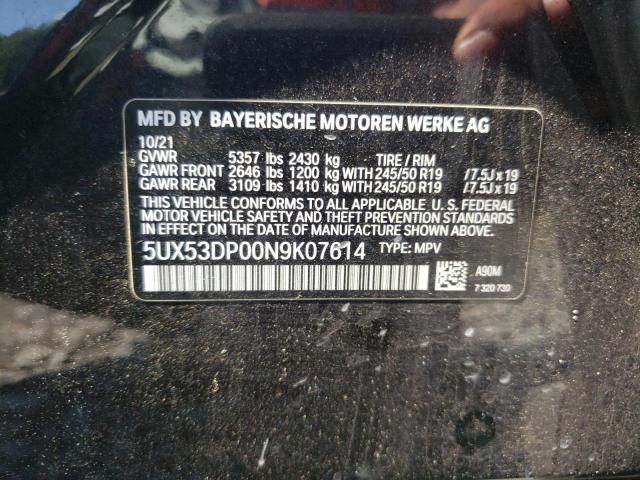 MFD BY BAYERISCHE MOTOREN WERKE AG
10/21
GVWR 5357 lbs 2430 kg TIRE / RIM
GAWR FRONT 2646 lbs 1200 kg WITH 245/50 R19 /7.5J x 19
GAWR REAR 3109 lbs 1410 kg WITH 245/50 R19 /7.5J x 19
THIS VEHICLE CONFORMS TO ALL APPLICABLE U.S. FEDERAL
MOTOR VEHICLE SAFETY AND THEFT PREVENTION STANDARDS
IN EFFECT ON THE DATE OF MANUFACTURE SHOWN ABOVE.
5UX53DP00N9K07614 TYPE: MPV
A90M
7 320 730